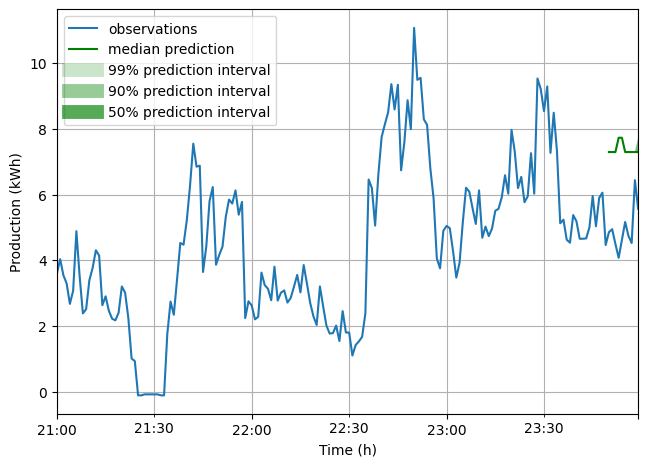 observations
median prediction
99% prediction interval
90% prediction interval
50% prediction interval
10
8
6
4
2
0
Production (kWh)
21:00
21:30
22:00
22:30
23:00
23:30
Time (h)